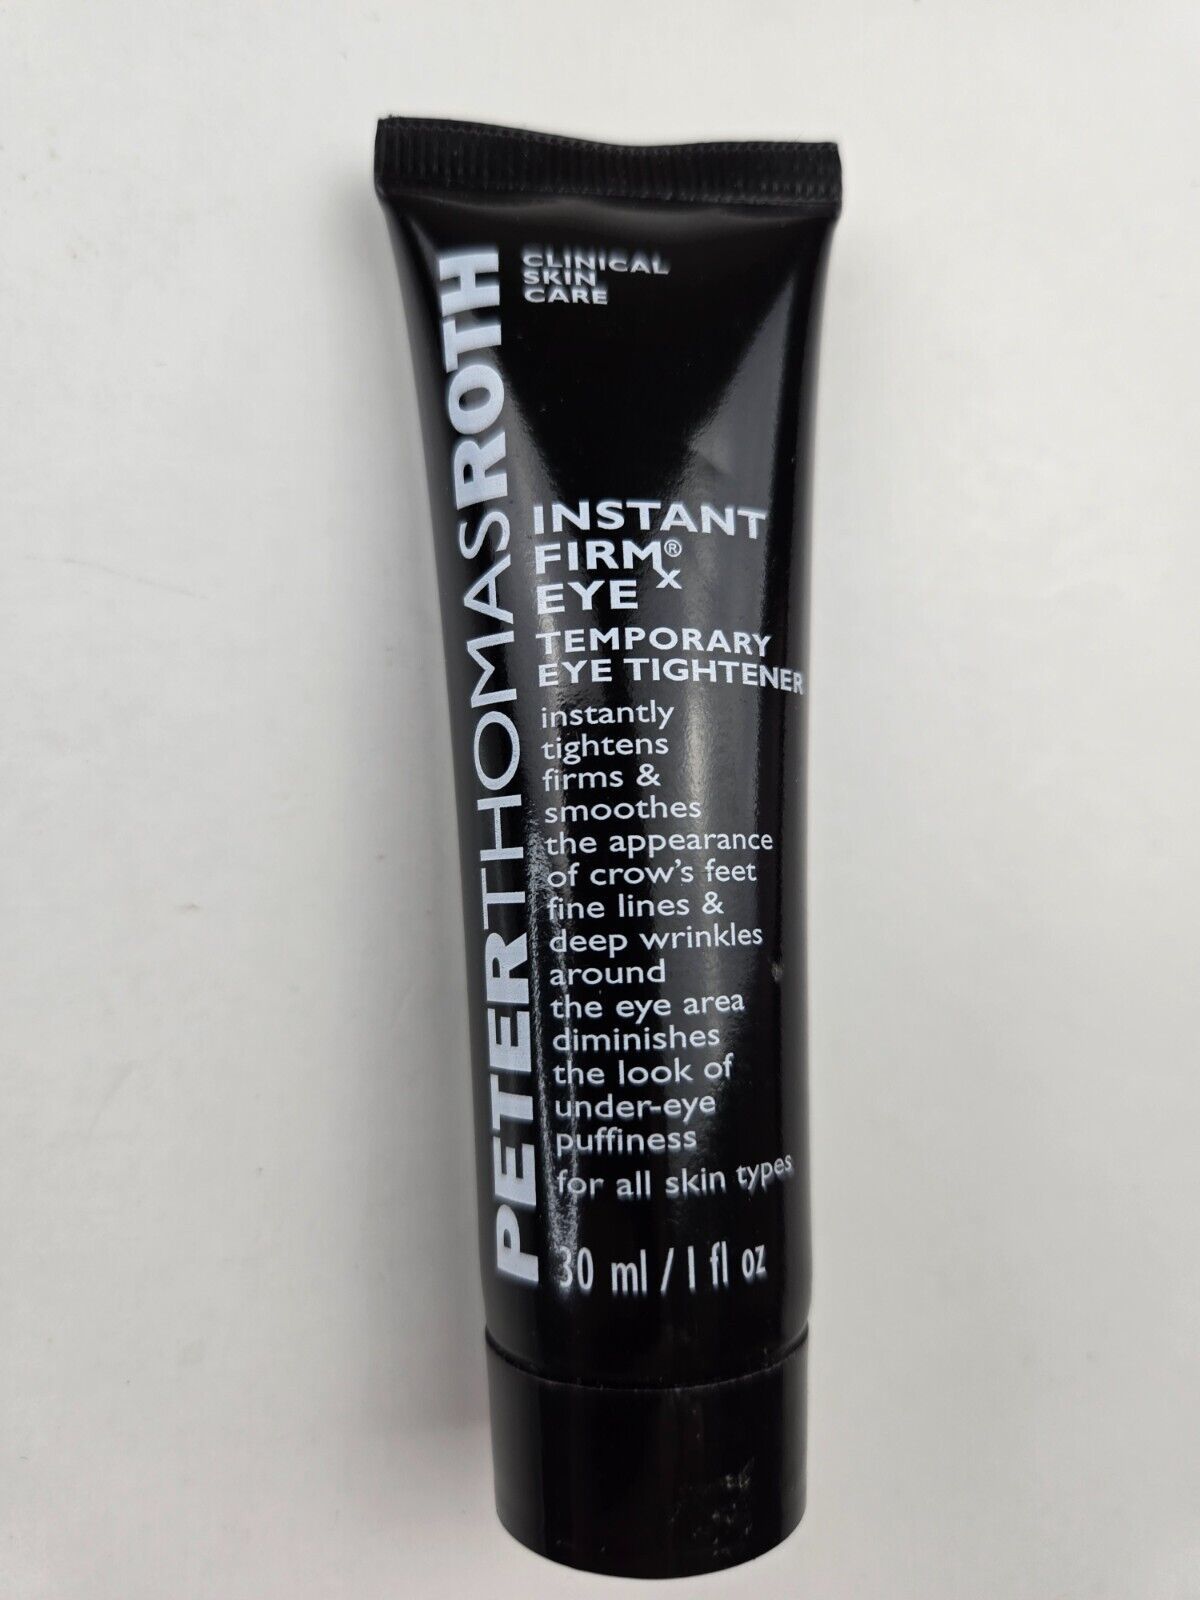 PETERTHOMASROTH
CLINICAL
SKIN
CARE
INSTANT
FIRMx®
EYE
TEMPORARY
EYE TIGHTENER
instantly
tightens
firms &
smoothes
the appearance
of crow's feet
fine lines &
deep wrinkles
around
the eye area
diminishes
the look of
under-eye
puffiness
for all skin types
30 ml / 1 fl oz